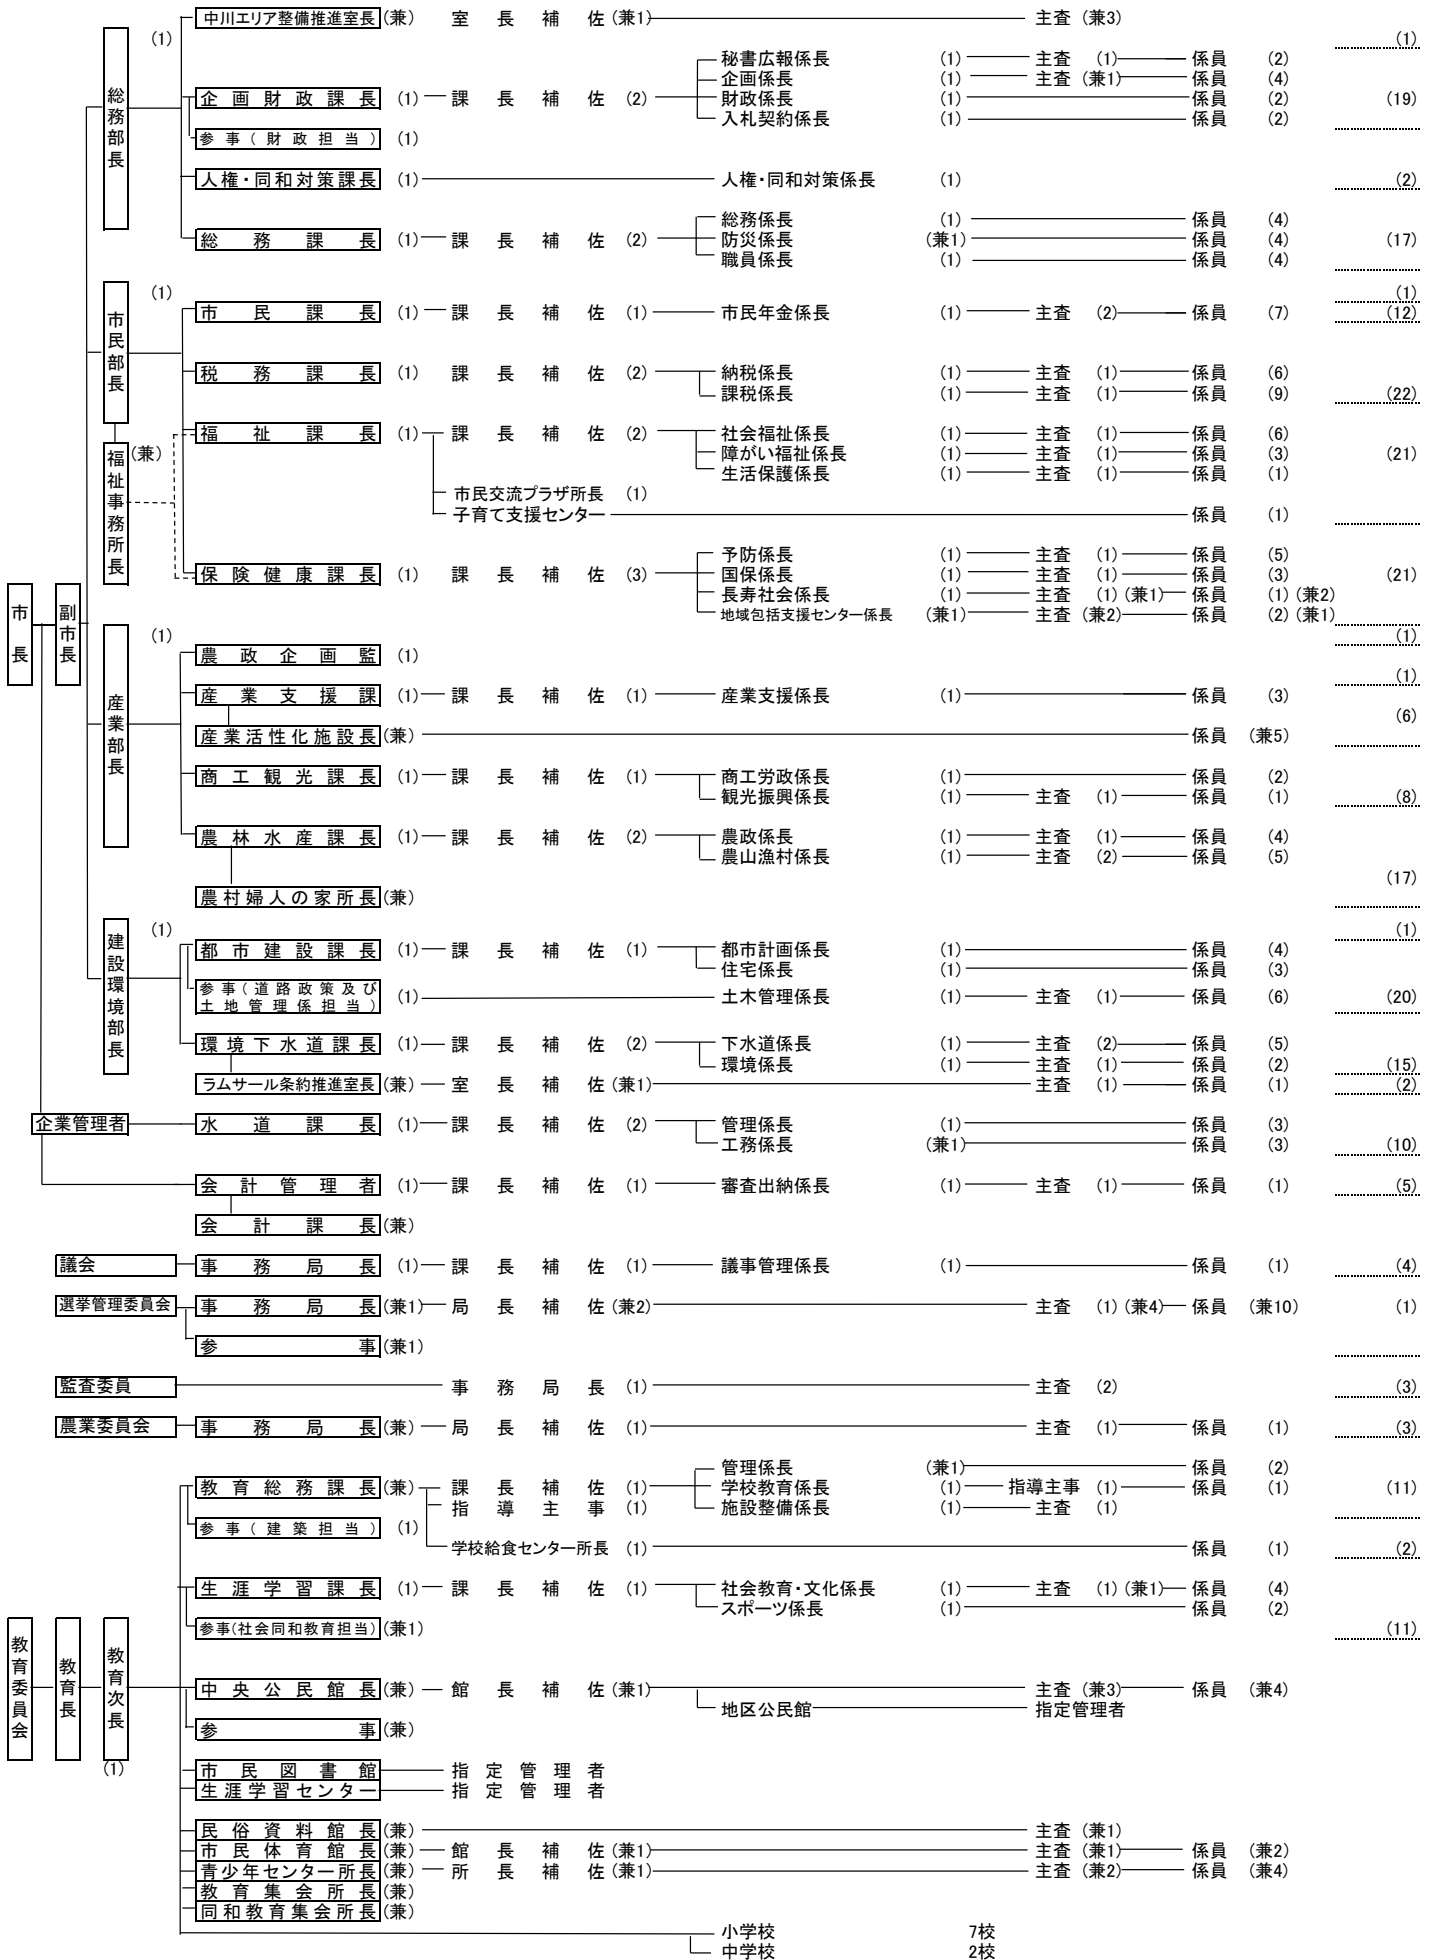 中川エリア整備推進室長 (兼) 室長補佐 (兼1) 主査 (兼3)
総務部長 (1) (1)
秘書広報係長 (1) 主査 (1) 係員 (2)
企画係長 (1) 主査 (兼1) 係員 (4)
企画財政課長 (1) 課長補佐 (2) 財政係長 (1) 係員 (2) (19)
入札契約係長 (1) 係員 (2)
参事(財政担当) (1)
人権・同和対策課長 (1) 人権・同和対策係長 (1) (2)
総務係長 (1) 係員 (4)
総務課長 (1) 課長補佐 (2) 防災係長 (兼1) 係員 (4) (17)
職員係長 (1) 係員 (4)
市民部長 (1) (1)
市民課長 (1) 課長補佐 (1) 市民年金係長 (1) 主査 (2) 係員 (7) (12)
税務課長 (1) 課長補佐 (2) 納税係長 (1) 主査 (1) 係員 (6)
課税係長 (1) 主査 (1) 係員 (9) (22)
福祉課長 (1) 課長補佐 (2) 社会福祉係長 (1) 主査 (1) 係員 (6)
福祉事務所長 (兼) 障がい福祉係長 (1) 主査 (1) 係員 (3) (21)
生活保護係長 (1) 主査 (1) 係員 (1)
市民交流プラザ所長 (1)
子育て支援センター 係員 (1)
予防係長 (1) 主査 (1) 係員 (5)
保険健康課長 (1) 課長補佐 (3) 国保係長 (1) 主査 (1) 係員 (3) (21)
長寿社会係長 (1) 主査 (1) (兼1) 係員 (1) (兼2)
市長 副市長 地域包括支援センター係長 (兼1) 主査 (兼2) 係員 (2) (兼1)
産業部長 (1) (1)
農政企画監 (1)
(1)
産業支援課 (1) 課長補佐 (1) 産業支援係長 (1) 係員 (3)
(6)
産業活性化施設長 (兼) 係員 (兼5)
商工観光課長 (1) 課長補佐 (1) 商工労政係長 (1) 係員 (2)
観光振興係長 (1) 主査 (1) 係員 (1) (8)
農林水産課長 (1) 課長補佐 (2) 農政係長 (1) 主査 (1) 係員 (4)
農山漁村係長 (1) 主査 (2) 係員 (5)
(17)
農村婦人の家所長 (兼)
建設環境部長 (1) (1)
都市建設課長 (1) 課長補佐 (1) 都市計画係長 (1) 係員 (4)
住宅係長 (1) 係員 (3)
参事(道路政策及び
土地管理係担当) (1) 土木管理係長 (1) 主査 (1) 係員 (6) (20)
環境下水道課長 (1) 課長補佐 (2) 下水道係長 (1) 主査 (2) 係員 (5)
環境係長 (1) 主査 (1) 係員 (2) (15)
ラムサール条約推進室長 (兼) 室長補佐 (兼1) 主査 (1) 係員 (1) (2)
企業管理者 水道課長 (1) 課長補佐 (2) 管理係長 (1) 係員 (3)
工務係長 (兼1) 係員 (3) (10)
会計管理者 (1) 課長補佐 (1) 審査出納係長 (1) 主査 (1) 係員 (1) (5)
会計課長 (兼)
議会 事務局長 (1) 課長補佐 (1) 議事管理係長 (1) 係員 (1) (4)
選挙管理委員会 事務局長 (兼1) 局長補佐 (兼2) 主査 (1) (兼4) 係員 (兼10) (1)
参事 (兼1)
監査委員 事務局長 (1) 主査 (2) (3)
農業委員会 事務局長 (兼) 局長補佐 (1) 主査 (1) 係員 (1) (3)
管理係長 (兼1) 係員 (2)
教育総務課長 (兼) 課長補佐 (1) 学校教育係長 (1) 指導主事 (1) 係員 (1) (11)
指導主事 (1) 施設整備係長 (1) 主査 (1)
参事(建築担当) (1)
学校給食センター所長 (1) 係員 (1) (2)
生涯学習課長 (1) 課長補佐 (1) 社会教育・文化係長 (1) 主査 (1) (兼1) 係員 (4)
スポーツ係長 (1) 係員 (2)
参事(社会同和教育担当) (兼1) (11)
教育委員会 教育長 教育次長 (1)
中央公民館長 (兼) 館長補佐 (兼1) 主査 (兼3) 係員 (兼4)
地区公民館 指定管理者
参事 (兼)
市民図書館 指定管理者
生涯学習センター 指定管理者
民俗資料館長 (兼) 主査 (兼1)
市民体育館長 (兼) 館長補佐 (兼1) 主査 (兼1) 係員 (兼2)
青少年センター所長 (兼) 所長補佐 (兼1) 主査 (兼2) 係員 (兼4)
教育集会所長 (兼)
同和教育集会所長 (兼)
小学校 7校
中学校 2校